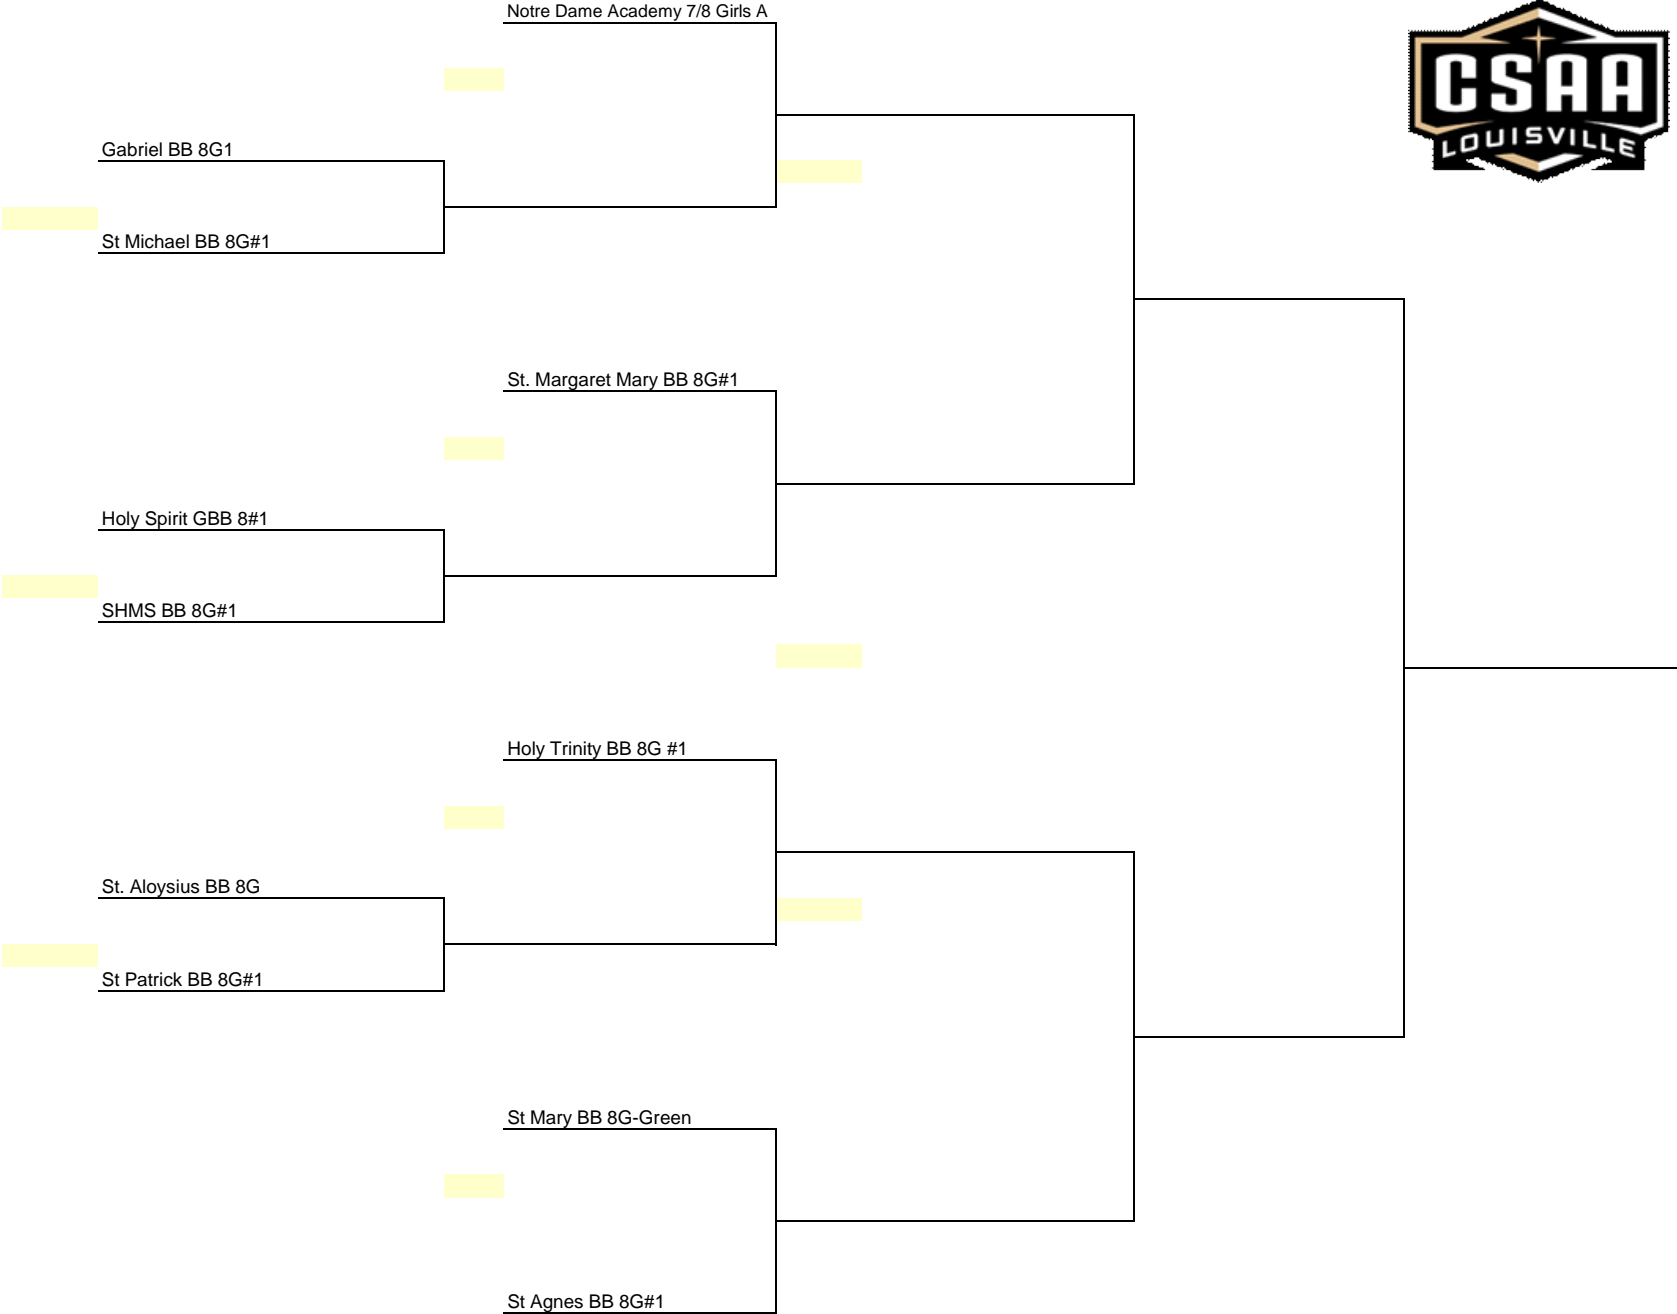 Notre Dame Academy 7/8 Girls A
CSAA
LOUISVILLE
Gabriel BB 8G1
St Michael BB 8G#1
St. Margaret Mary BB 8G#1
Holy Spirit GBB 8#1
SHMS BB 8G#1
Holy Trinity BB 8G #1
St. Aloysius BB 8G
St Patrick BB 8G#1
St Mary BB 8G-Green
St Agnes BB 8G#1